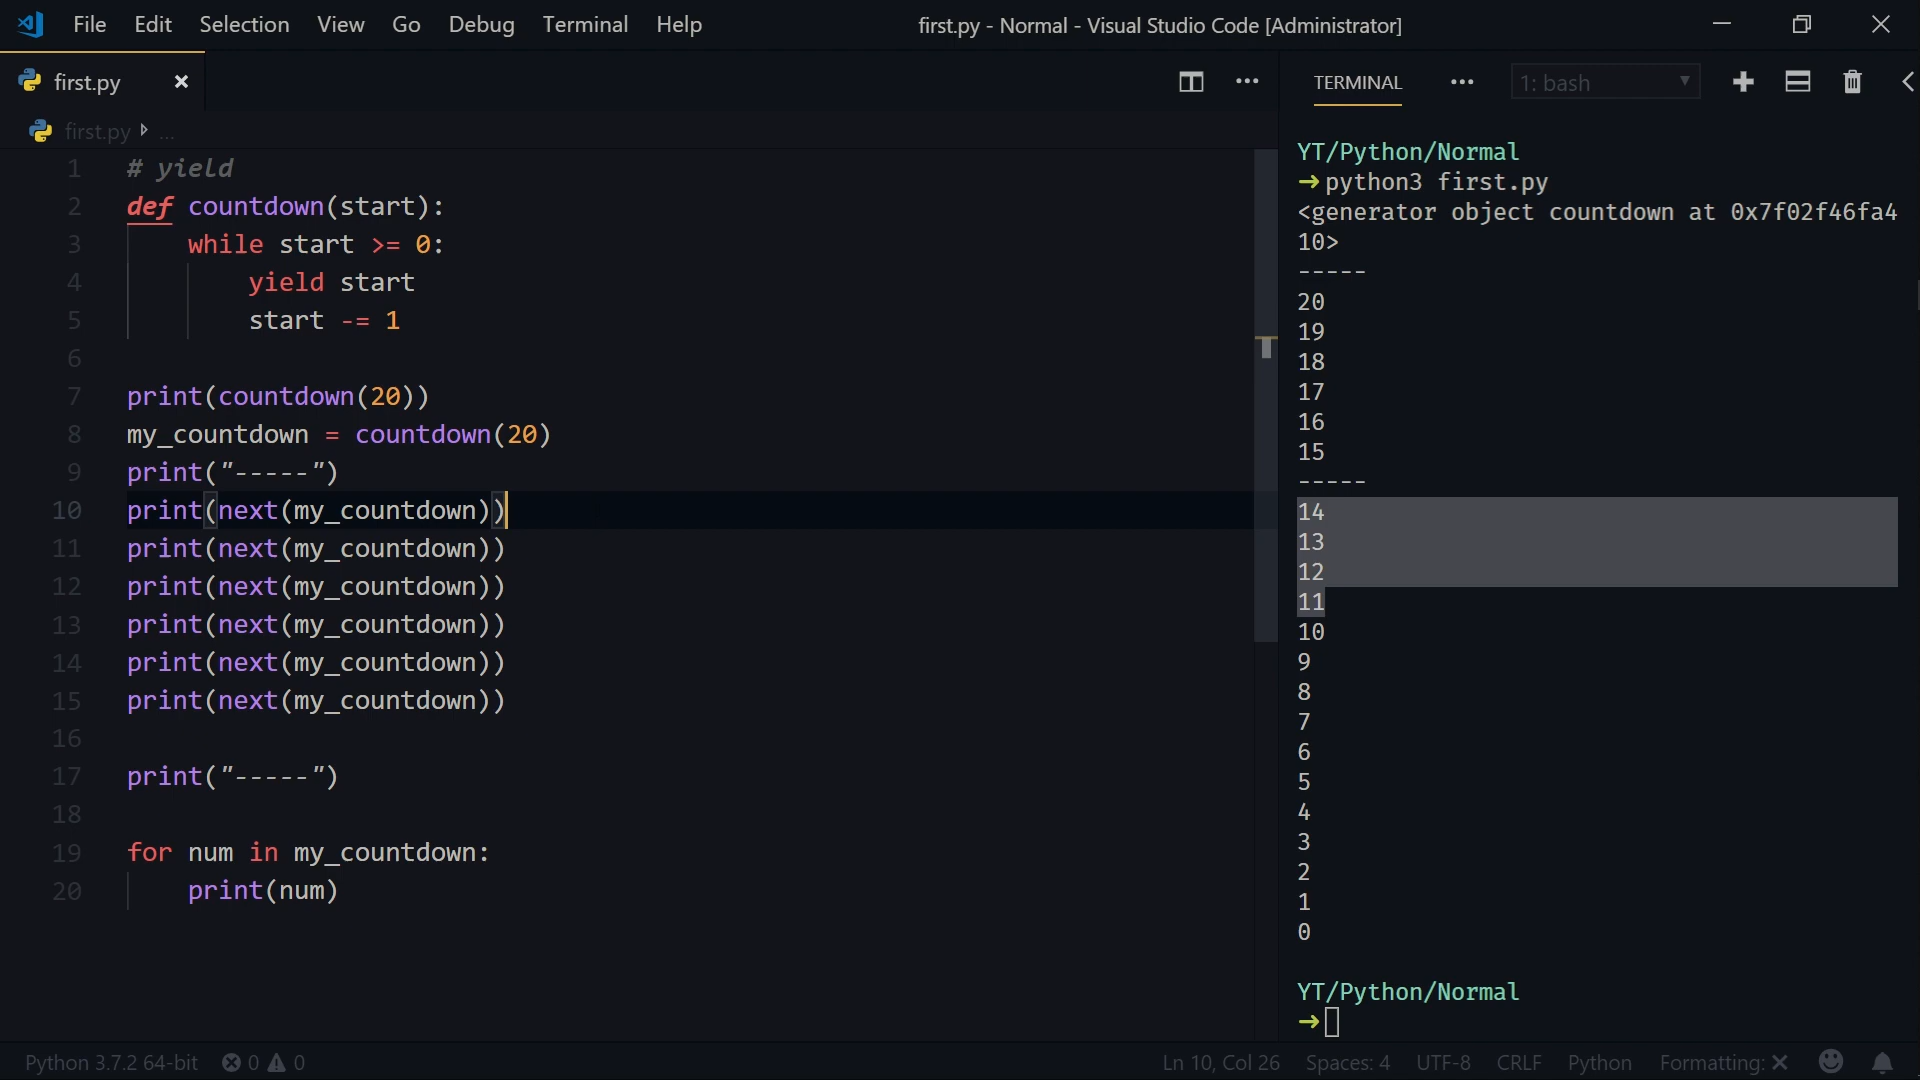 File Edit Selection View Go Debug Terminal Help
first.py - Normal - Visual Studio Code [Administrator]
first.py
first.py ...
1 # yield
2 def countdown(start):
3     while start >= 0:
4         yield start
5         start -= 1
6
7 print(countdown(20))
8 my_countdown = countdown(20)
9 print("-----")
10 print(next(my_countdown))
11 print(next(my_countdown))
12 print(next(my_countdown))
13 print(next(my_countdown))
14 print(next(my_countdown))
15 print(next(my_countdown))
16
17 print("-----")
18
19 for num in my_countdown:
20     print(num)
TERMINAL
1: bash
YT/Python/Normal
➜ python3 first.py
<generator object countdown at 0x7f02f46fa4
10>
-----
20
19
18
17
16
15
-----
14
13
12
11
10
9
8
7
6
5
4
3
2
1
0
YT/Python/Normal
➜
Python 3.7.2 64-bit 0 0
Ln 10, Col 26 Spaces: 4 UTF-8 CRLF Python Formatting: ✕